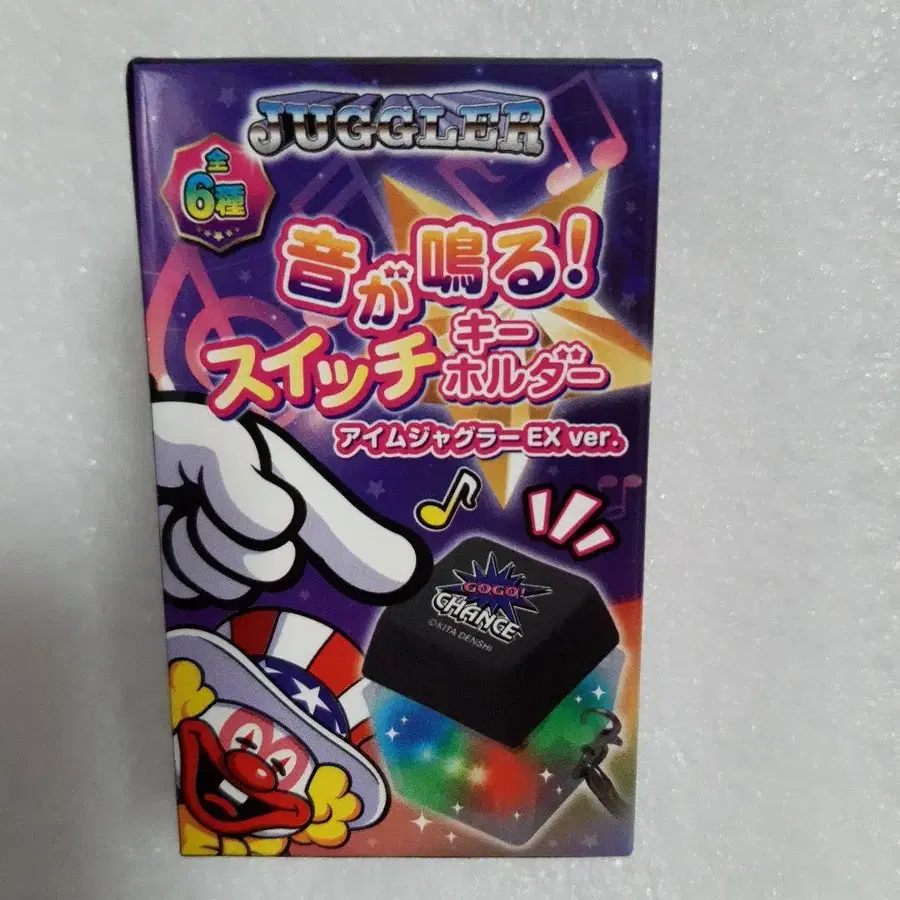 JUGGLER
全
6種
音が鳴る!
スイッチキーホルダー
アイムジャグラーEX ver.
GOGO!
CHANCE
©KITA DENSHI